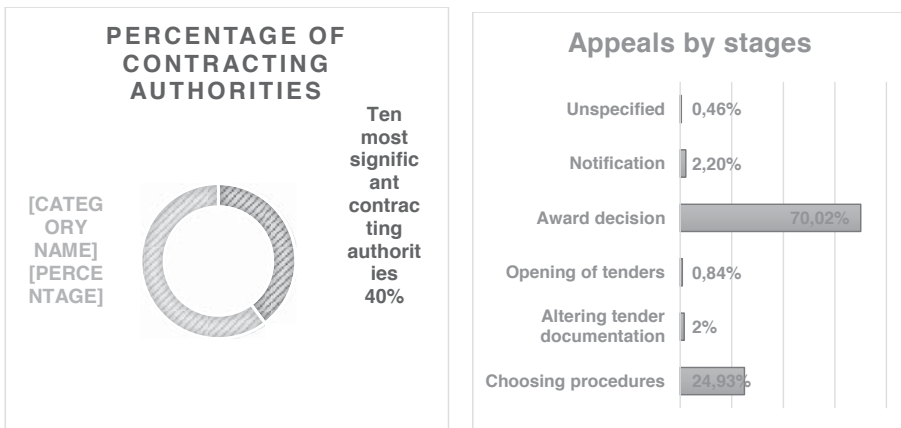 PERCENTAGE OF
CONTRACTING
AUTHORITIES
Ten
most
signific
ant
contrac
ting
authorit
ies
40%
[CATEG
ORY
NAME]
[PERCE
NTAGE]
Appeals by stages
Unspecified 0,46%
Notification 2,20%
Award decision 70,02%
Opening of tenders 0,84%
Altering tender
documentation 2%
Choosing procedures 24,93%